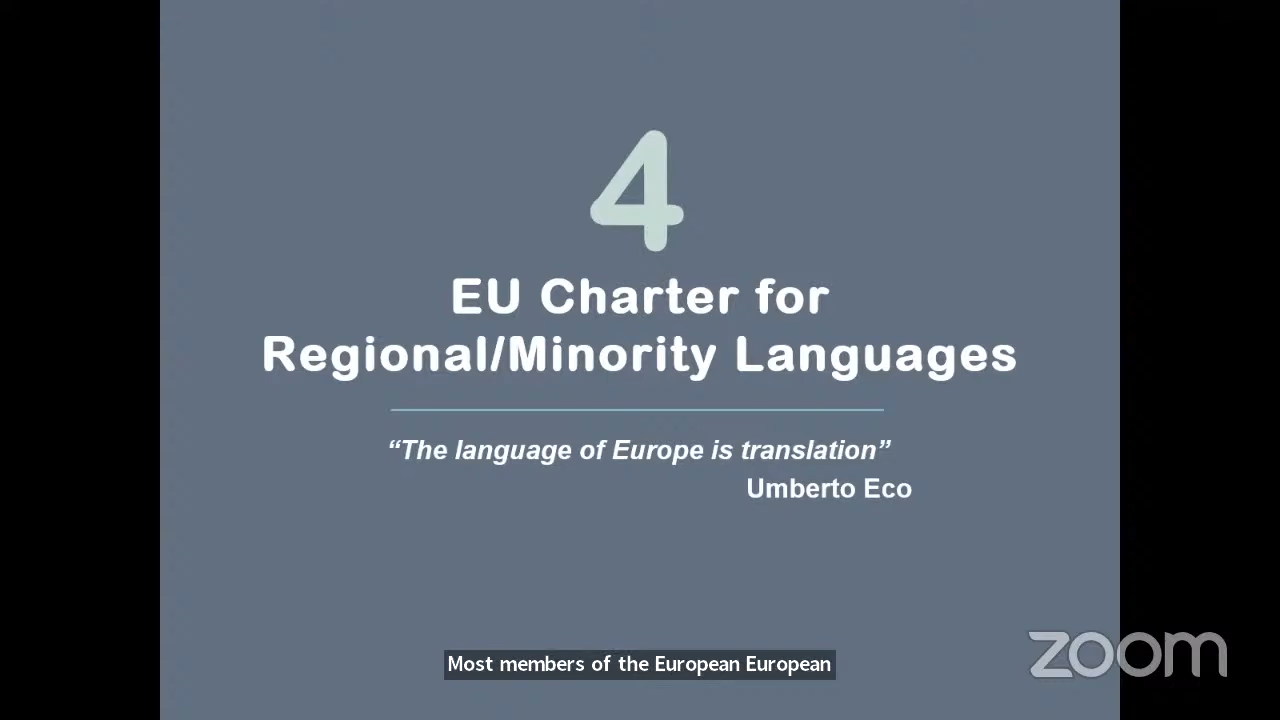 4
EU Charter for
Regional/Minority Languages
“The language of Europe is translation”
Umberto Eco
Most members of the European European
zoom